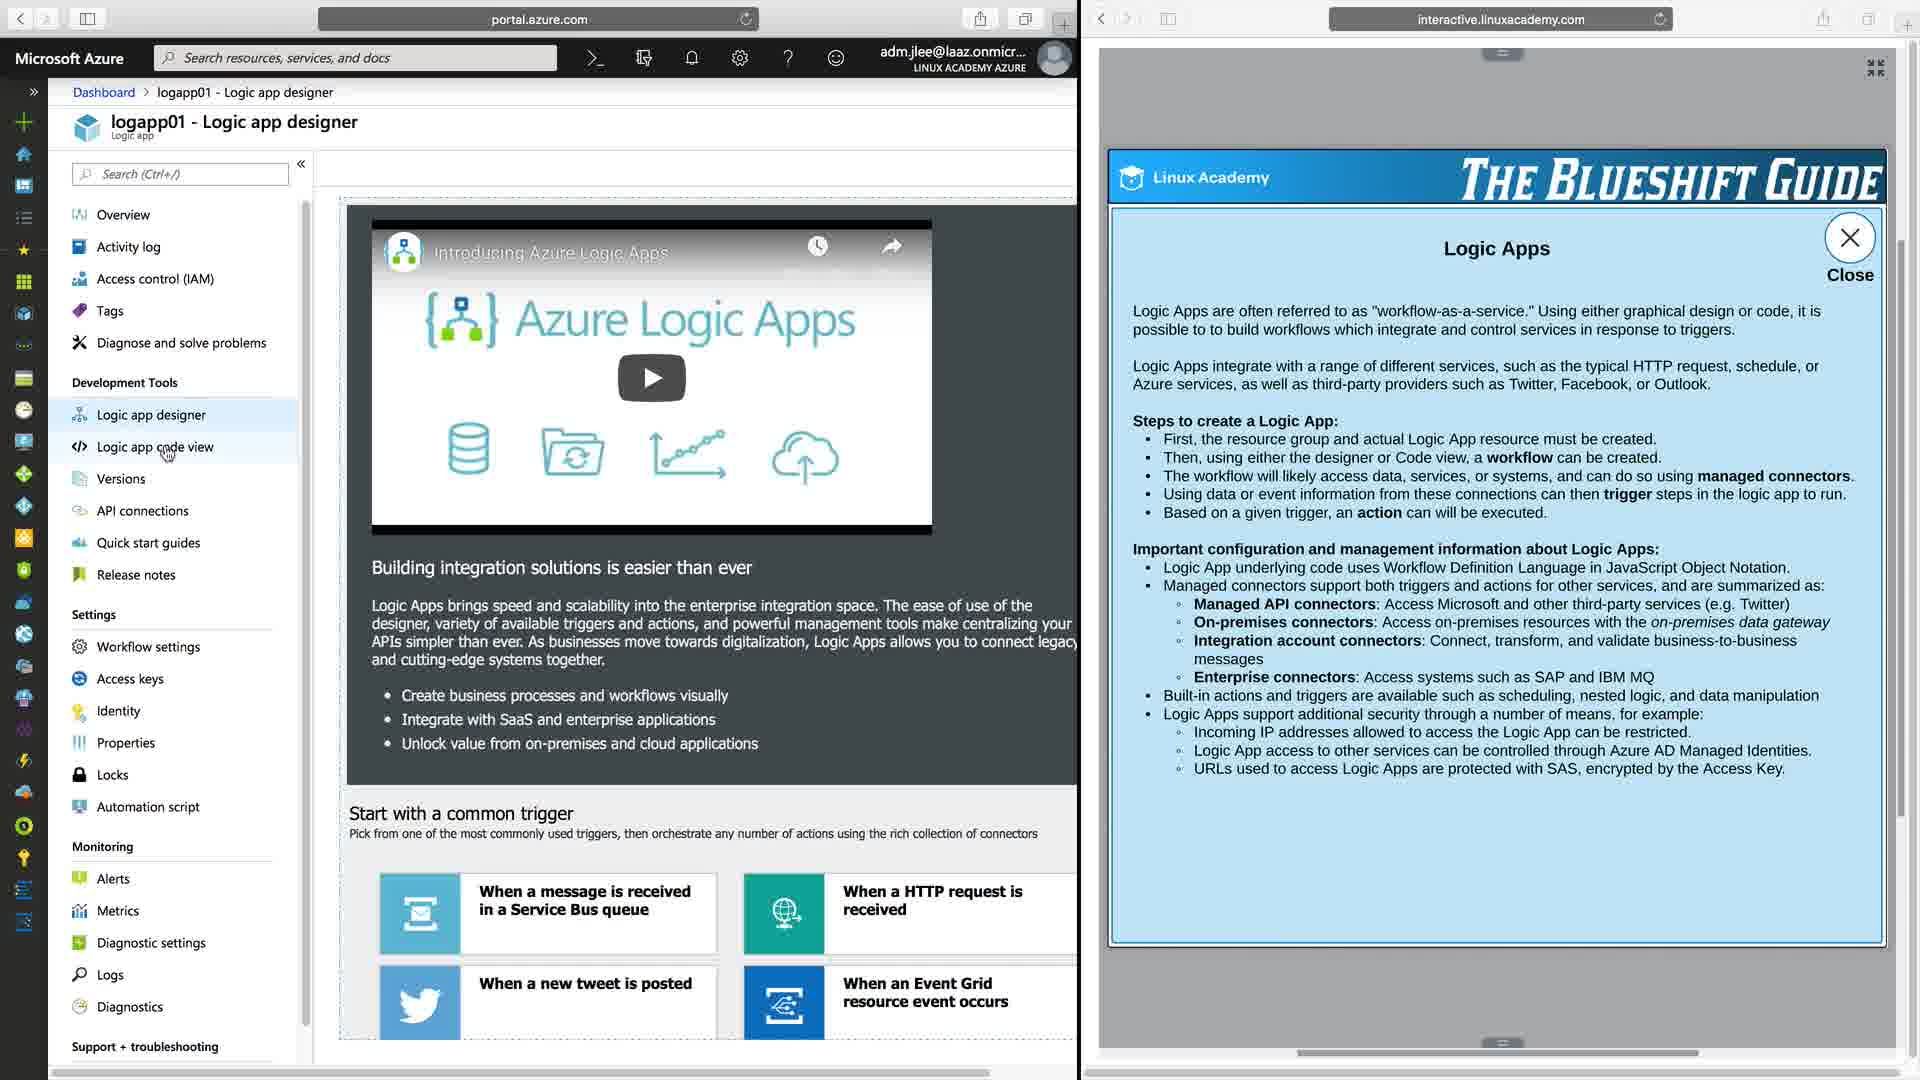 portal.azure.com
Microsoft Azure
Search resources, services, and docs
adm.jlee@laaz.onmicr...
LINUX ACADEMY AZURE
Dashboard > logapp01 - Logic app designer
logapp01 - Logic app designer
Logic app
Search (Ctrl+/)
Overview
Activity log
Access control (IAM)
Tags
Diagnose and solve problems
Development Tools
Logic app designer
Logic app code view
Versions
API connections
Quick start guides
Release notes
Settings
Workflow settings
Access keys
Identity
Properties
Locks
Automation script
Monitoring
Alerts
Metrics
Diagnostic settings
Logs
Diagnostics
Support + troubleshooting
Introducing Azure Logic Apps
Azure Logic Apps
Building integration solutions is easier than ever
Logic Apps brings speed and scalability into the enterprise integration space. The ease of use of the
designer, variety of available triggers and actions, and powerful management tools make centralizing your
APIs simpler than ever. As businesses move towards digitalization, Logic Apps allows you to connect legacy
and cutting-edge systems together.
• Create business processes and workflows visually
• Integrate with SaaS and enterprise applications
• Unlock value from on-premises and cloud applications
Start with a common trigger
Pick from one of the most commonly used triggers, then orchestrate any number of actions using the rich collection of connectors
When a message is received
in a Service Bus queue
When a HTTP request is
received
When a new tweet is posted
When an Event Grid
resource event occurs
interactive.linuxacademy.com
Linux Academy
THE BLUESHIFT GUIDE
Logic Apps
Close
Logic Apps are often referred to as "workflow-as-a-service." Using either graphical design or code, it is
possible to to build workflows which integrate and control services in response to triggers.
Logic Apps integrate with a range of different services, such as the typical HTTP request, schedule, or
Azure services, as well as third-party providers such as Twitter, Facebook, or Outlook.
Steps to create a Logic App:
• First, the resource group and actual Logic App resource must be created.
• Then, using either the designer or Code view, a workflow can be created.
• The workflow will likely access data, services, or systems, and can do so using managed connectors.
• Using data or event information from these connections can then trigger steps in the logic app to run.
• Based on a given trigger, an action can will be executed.
Important configuration and management information about Logic Apps:
• Logic App underlying code uses Workflow Definition Language in JavaScript Object Notation.
• Managed connectors support both triggers and actions for other services, and are summarized as:
◦ Managed API connectors: Access Microsoft and other third-party services (e.g. Twitter)
◦ On-premises connectors: Access on-premises resources with the on-premises data gateway
◦ Integration account connectors: Connect, transform, and validate business-to-business
messages
◦ Enterprise connectors: Access systems such as SAP and IBM MQ
• Built-in actions and triggers are available such as scheduling, nested logic, and data manipulation
• Logic Apps support additional security through a number of means, for example:
◦ Incoming IP addresses allowed to access the Logic App can be restricted.
◦ Logic App access to other services can be controlled through Azure AD Managed Identities.
◦ URLs used to access Logic Apps are protected with SAS, encrypted by the Access Key.